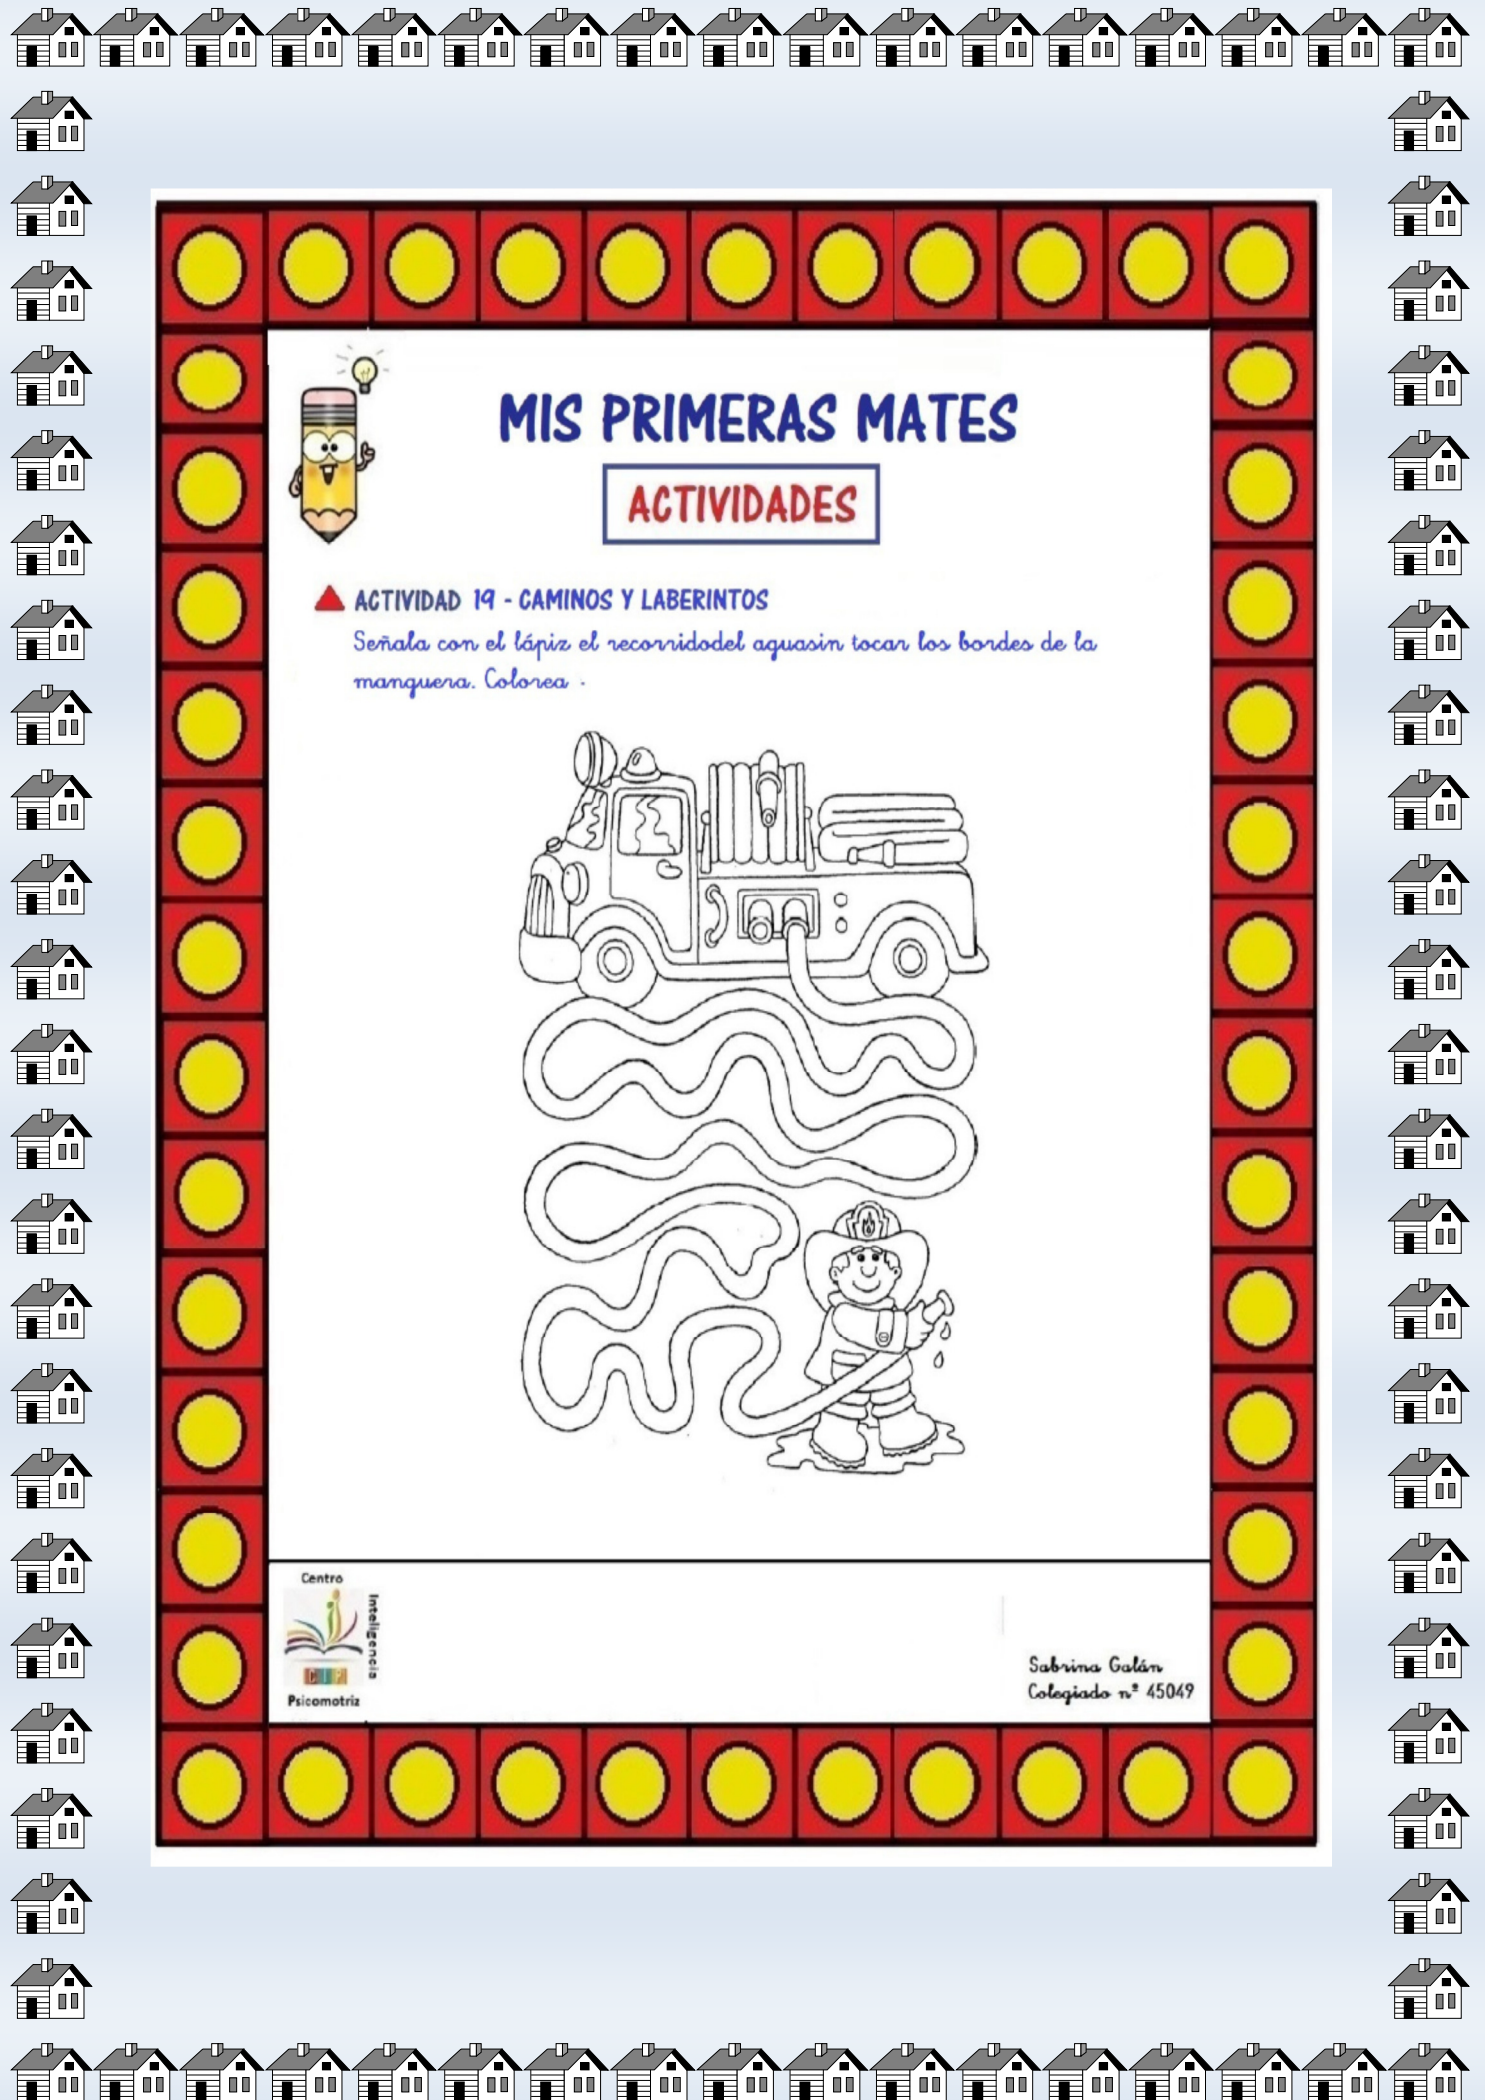 MIS PRIMERAS MATES
ACTIVIDADES
ACTIVIDAD 19 - CAMINOS Y LABERINTOS
Señala con el lápiz el recorridodel aguasin tocar los bordes de la
manguera. Colorea .
Centro
Inteligencia
CIP
Psicomotriz
Sabrina Galán
Colegiado nº 45049